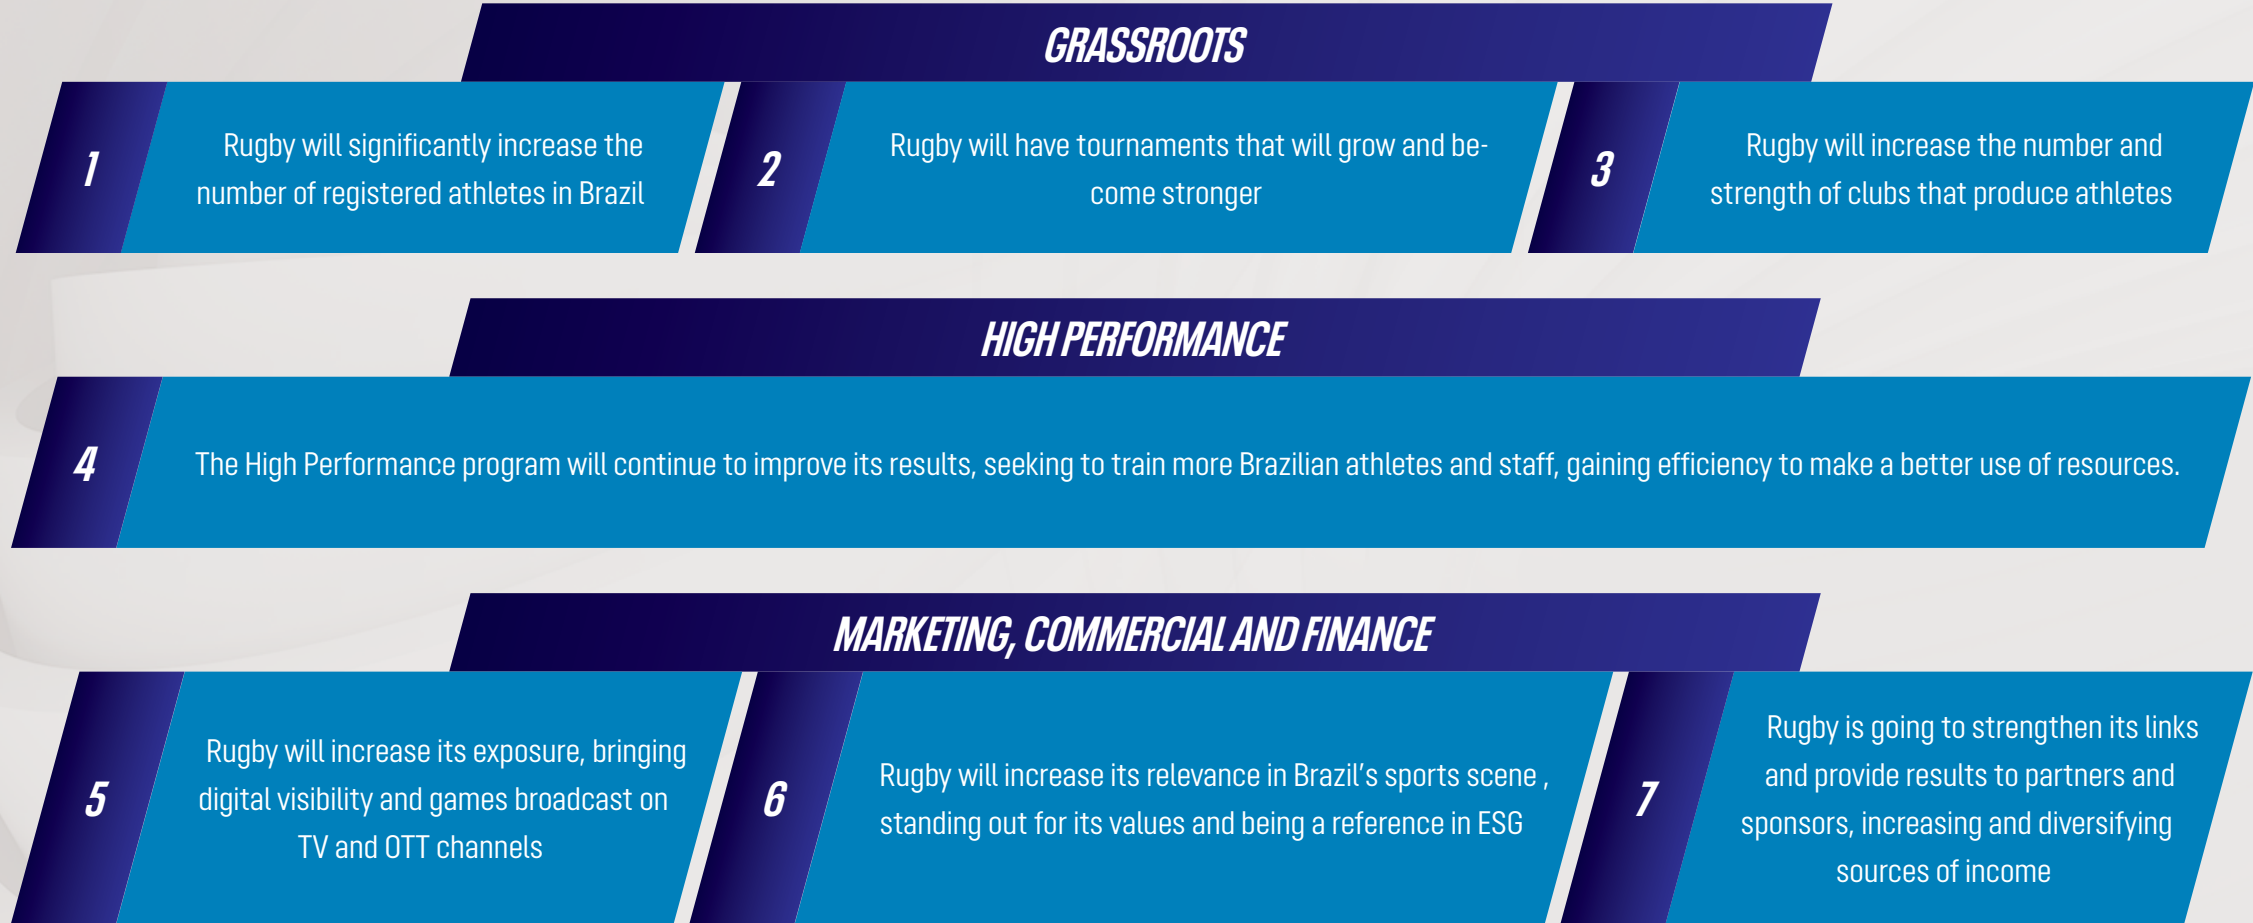 GRASSROOTS
1
Rugby will significantly increase the
number of registered athletes in Brazil
2
Rugby will have tournaments that will grow and be-
come stronger
3
Rugby will increase the number and
strength of clubs that produce athletes
HIGH PERFORMANCE
4
The High Performance program will continue to improve its results, seeking to train more Brazilian athletes and staff, gaining efficiency to make a better use of resources.
MARKETING, COMMERCIAL AND FINANCE
5
Rugby will increase its exposure, bringing
digital visibility and games broadcast on
TV and OTT channels
6
Rugby will increase its relevance in Brazil's sports scene ,
standing out for its values and being a reference in ESG
7
Rugby is going to strengthen its links
and provide results to partners and
sponsors, increasing and diversifying
sources of income